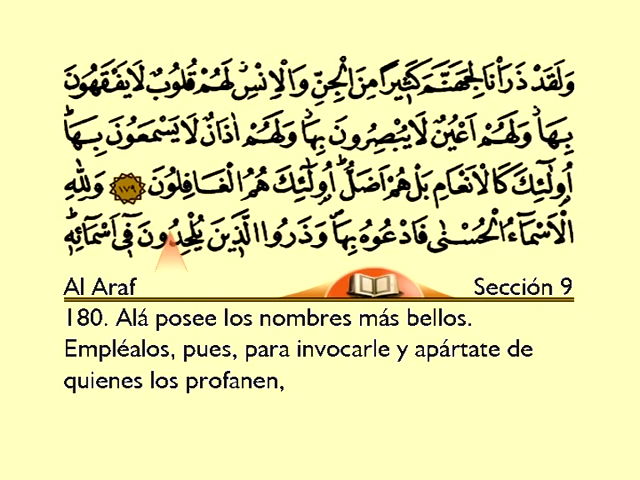 وَلَقَدْ ذَرَأْنَا لِجَهَنَّمَ كَثِيرًا مِنَ الْجِنِّ وَالْاِنْسِ لَهُمْ قُلُوبٌ لَا يَفْقَهُونَ
بِهَا وَلَهُمْ اَعْيُنٌ لَا يُبْصِرُونَ بِهَا وَلَهُمْ اٰذَانٌ لَا يَسْمَعُونَ بِهَا
اُولٰٓئِكَ كَالْاَنْعَامِ بَلْ هُمْ اَضَلُّ اُولٰٓئِكَ هُمُ الْغَافِلُونَ ١٧٩ وَلِلّٰهِ
الْاَسْمَٓاءُ الْحُسْنٰى فَادْعُوهُ بِهَا وَذَرُوا الَّذِينَ يُلْحِدُونَ فِٓى اَسْمَٓائِهِ
Al Araf Sección 9
180. Alá posee los nombres más bellos.
Empléalos, pues, para invocarle y apártate de
quienes los profanen,